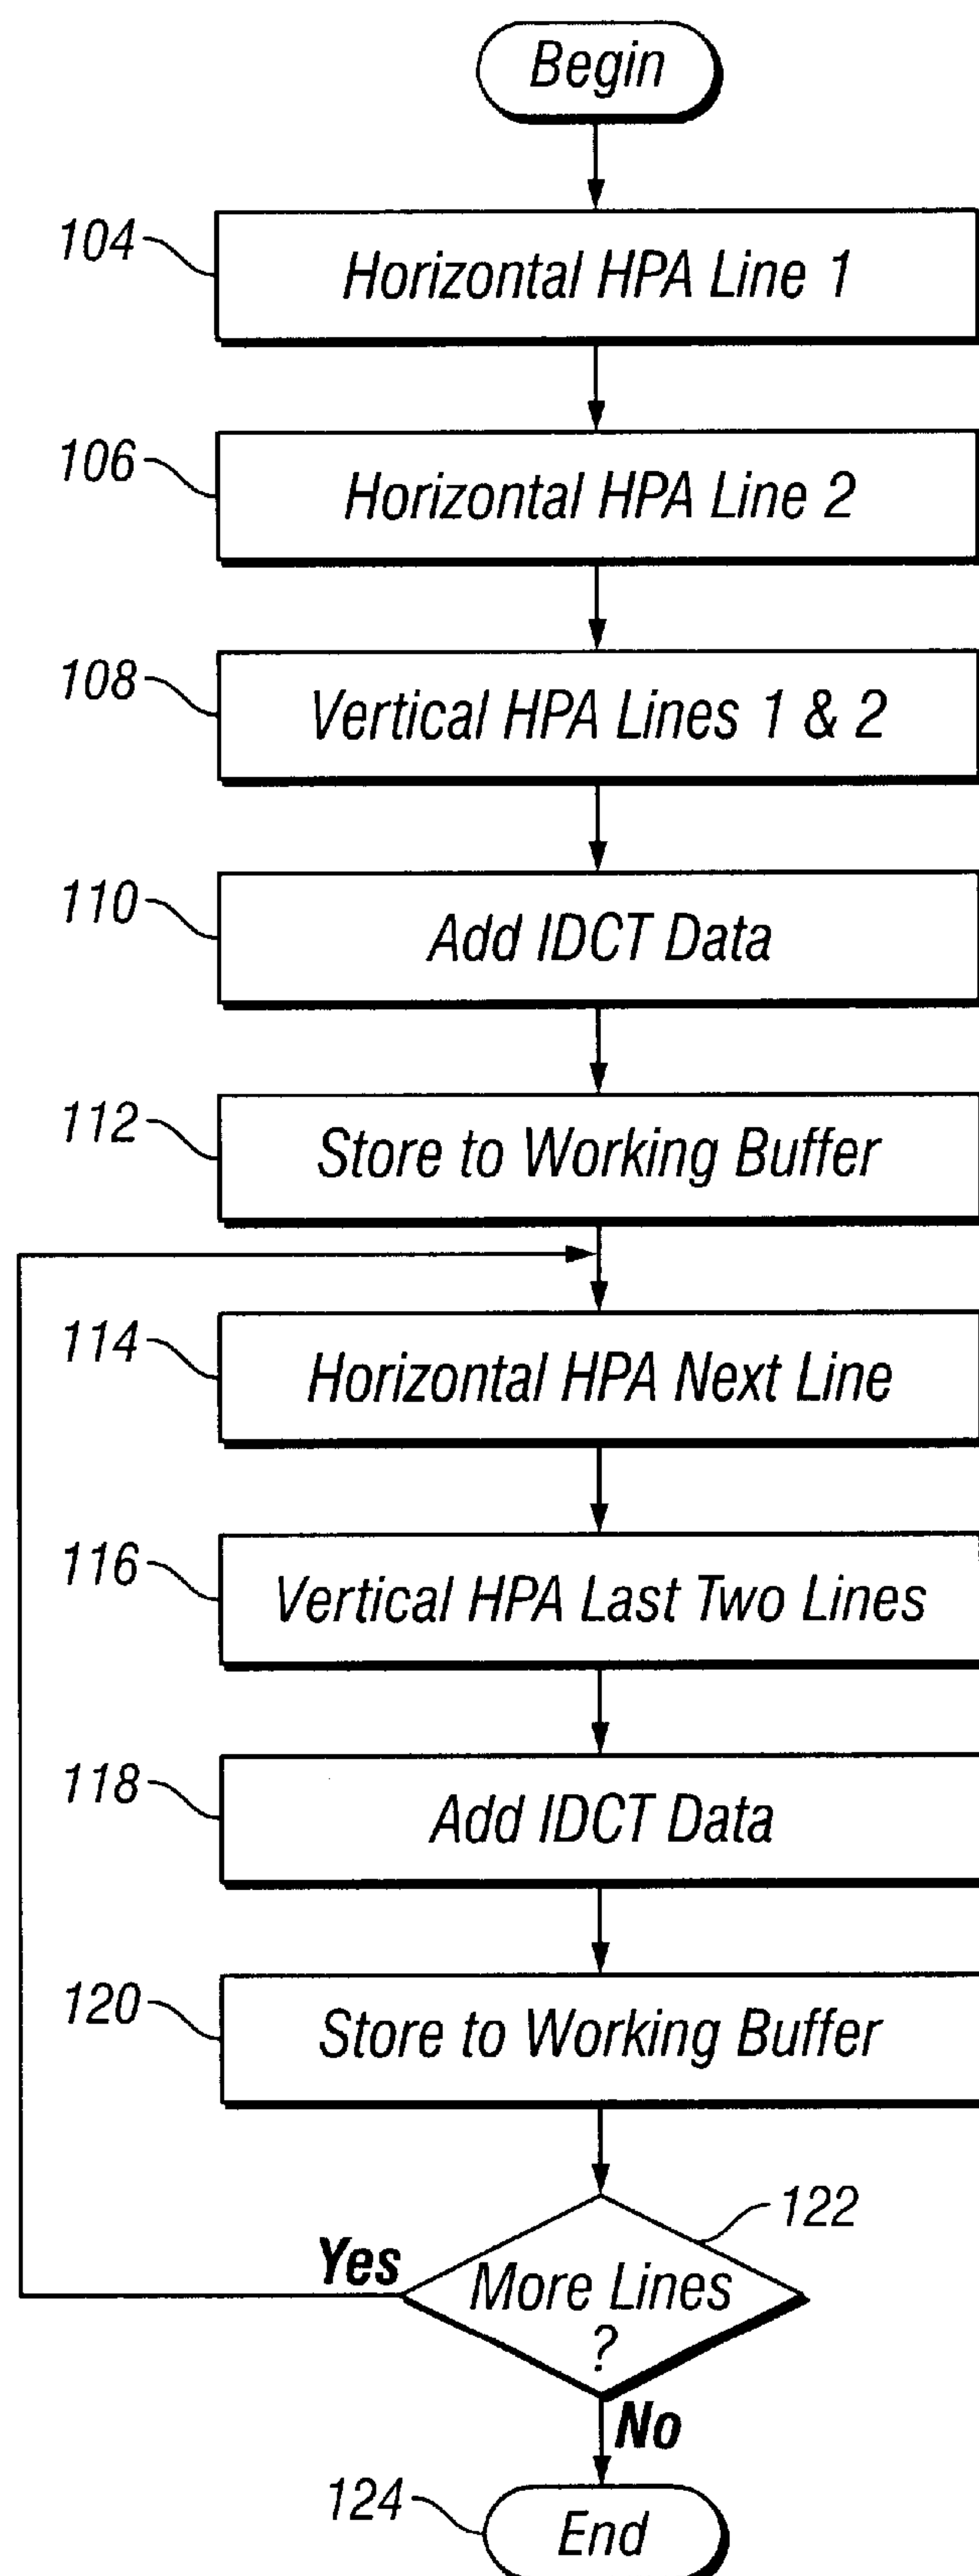 Begin
104
Horizontal HPA Line 1
106
Horizontal HPA Line 2
108
Vertical HPA Lines 1 & 2
110
Add IDCT Data
112
Store to Working Buffer
114
Horizontal HPA Next Line
116
Vertical HPA Last Two Lines
118
Add IDCT Data
120
Store to Working Buffer
122
Yes
More Lines
?
No
124
End